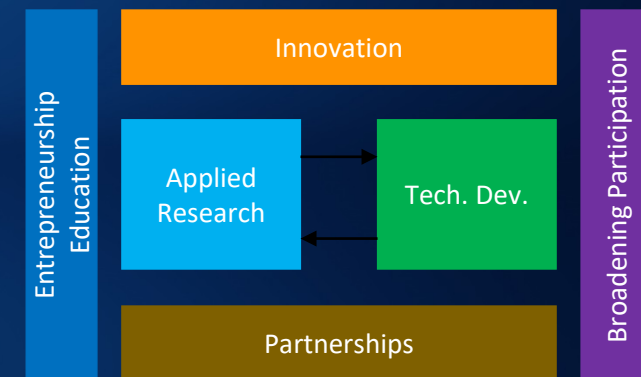 Innovation
Entrepreneurship
Education
Applied
Research
Tech. Dev.
Broadening Participation
Partnerships